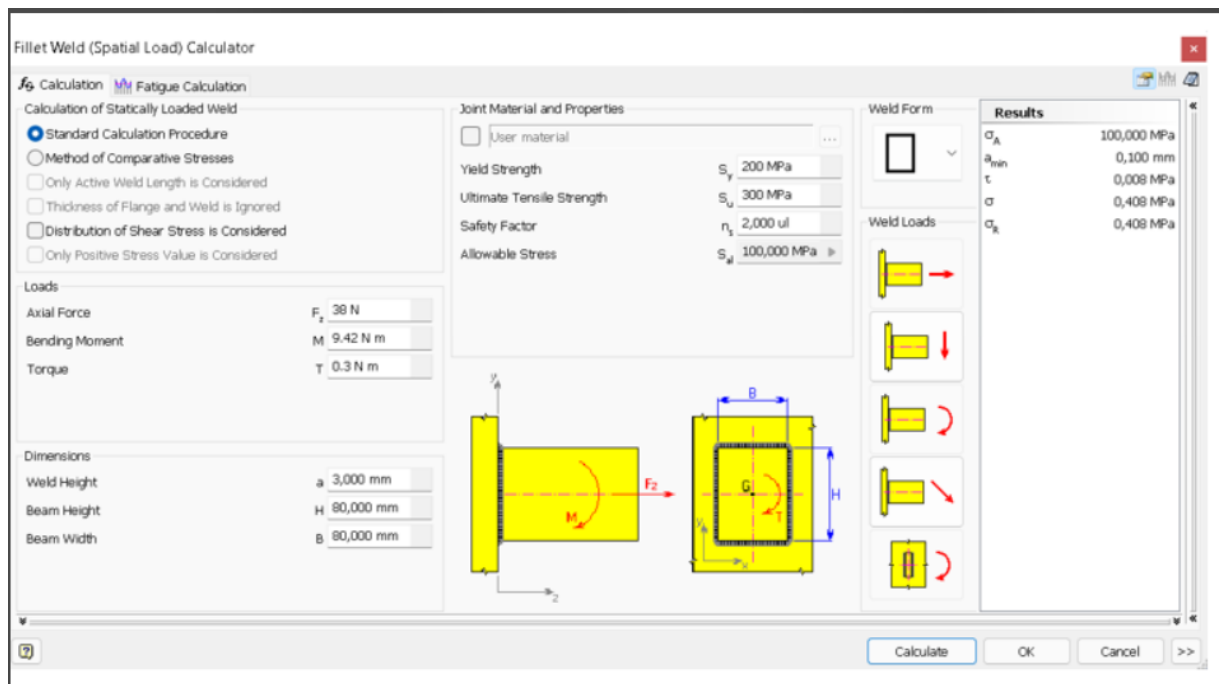 Fillet Weld (Spatial Load) Calculator
Calculation
Fatigue Calculation
Calculation of Statically Loaded Weld
Standard Calculation Procedure
Method of Comparative Stresses
Only Active Weld Length is Considered
Thickness of Flange and Weld is Ignored
Distribution of Shear Stress is Considered
Only Positive Stress Value is Considered
Loads
Axial Force Fz 38 N
Bending Moment M 9.42 N m
Torque T 0.3 N m
Dimensions
Weld Height a 3,000 mm
Beam Height H 80,000 mm
Beam Width B 80,000 mm
Joint Material and Properties
User material ...
Yield Strength Sy 200 MPa
Ultimate Tensile Strength Su 300 MPa
Safety Factor ns 2,000 ul
Allowable Stress Sal 100,000 MPa
y
M
Fz
z
B
H
G
T
y
x
Weld Form
Weld Loads
Results
σA 100,000 MPa
amin 0,100 mm
τ 0,008 MPa
σ 0,408 MPa
σR 0,408 MPa
?
Calculate
OK
Cancel
>>